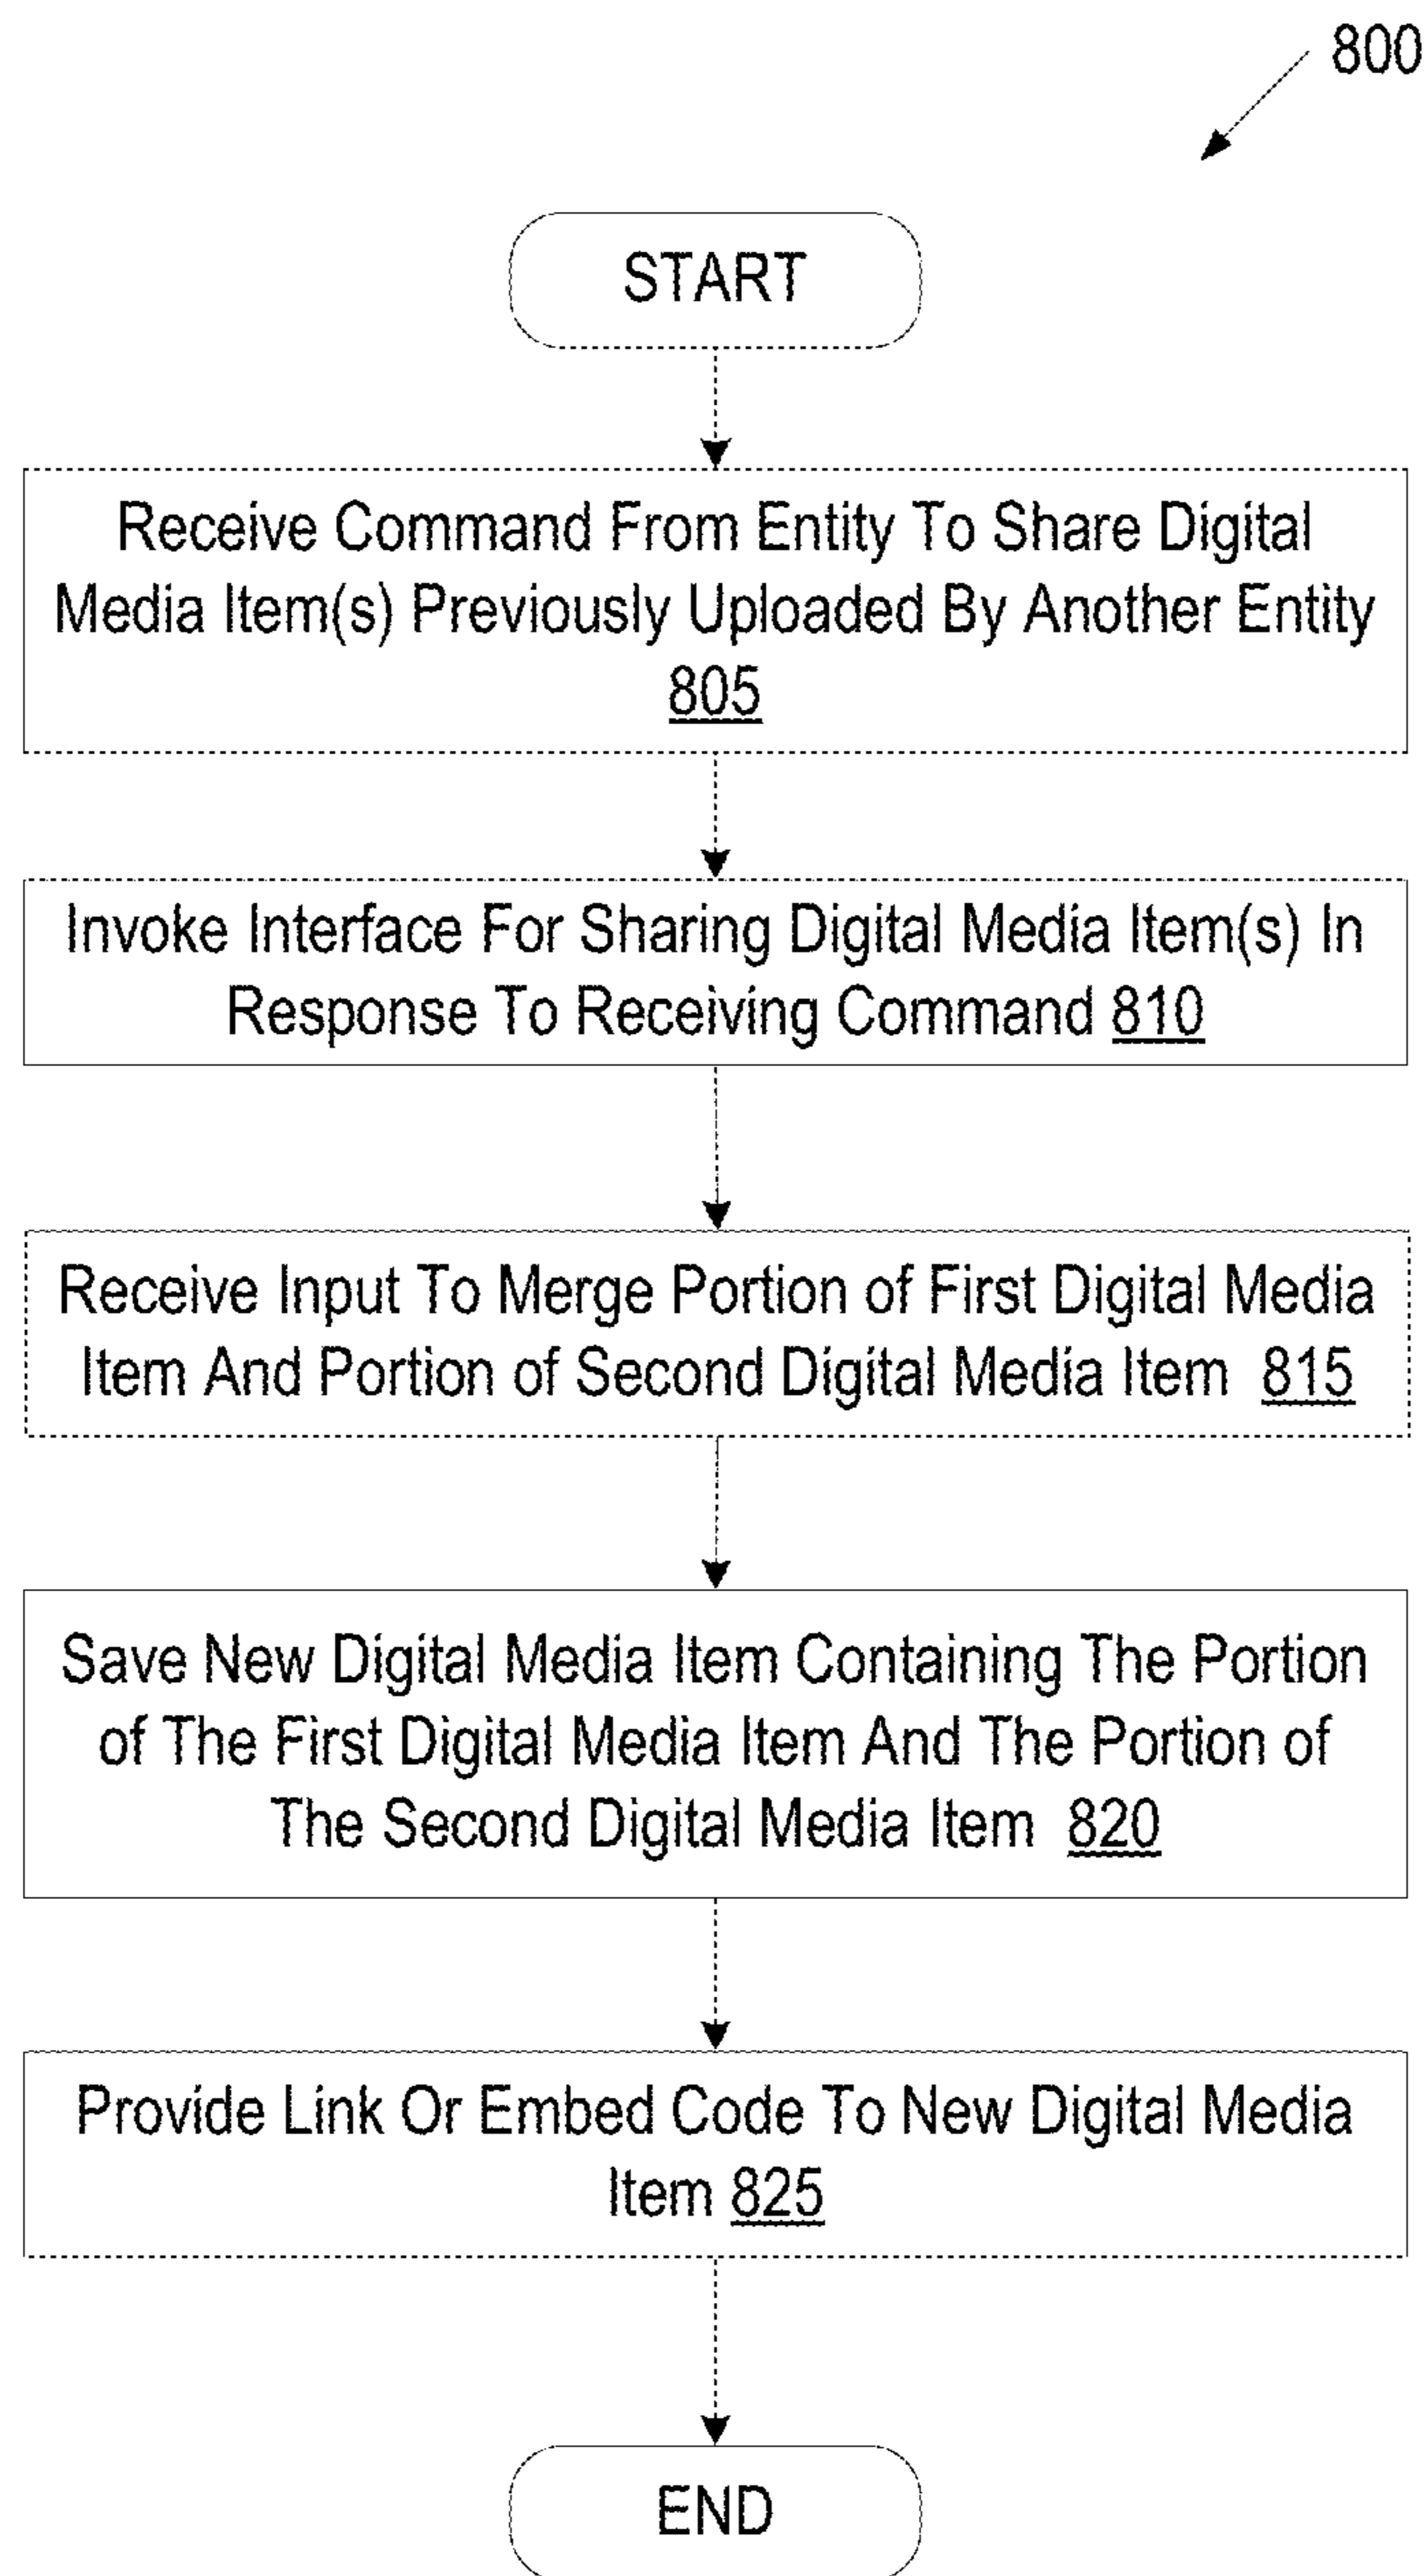 800
START
Receive Command From Entity To Share Digital
Media Item(s) Previously Uploaded By Another Entity
805
Invoke Interface For Sharing Digital Media Item(s) In
Response To Receiving Command 810
Receive Input To Merge Portion of First Digital Media
Item And Portion of Second Digital Media Item 815
Save New Digital Media Item Containing The Portion
of The First Digital Media Item And The Portion of
The Second Digital Media Item 820
Provide Link Or Embed Code To New Digital Media
Item 825
END